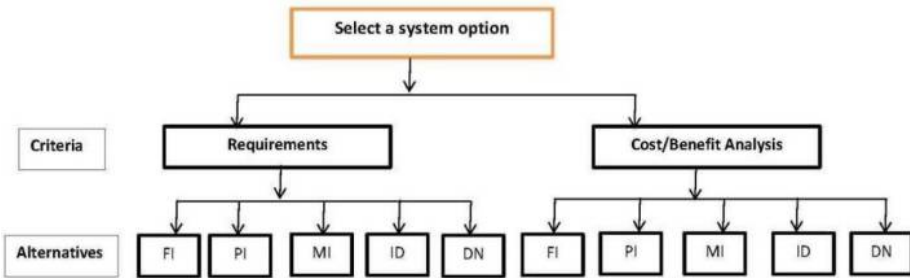 Select a system option
Criteria
Requirements
Cost/Benefit Analysis
Alternatives
FI
PI
MI
ID
DN
FI
PI
MI
ID
DN